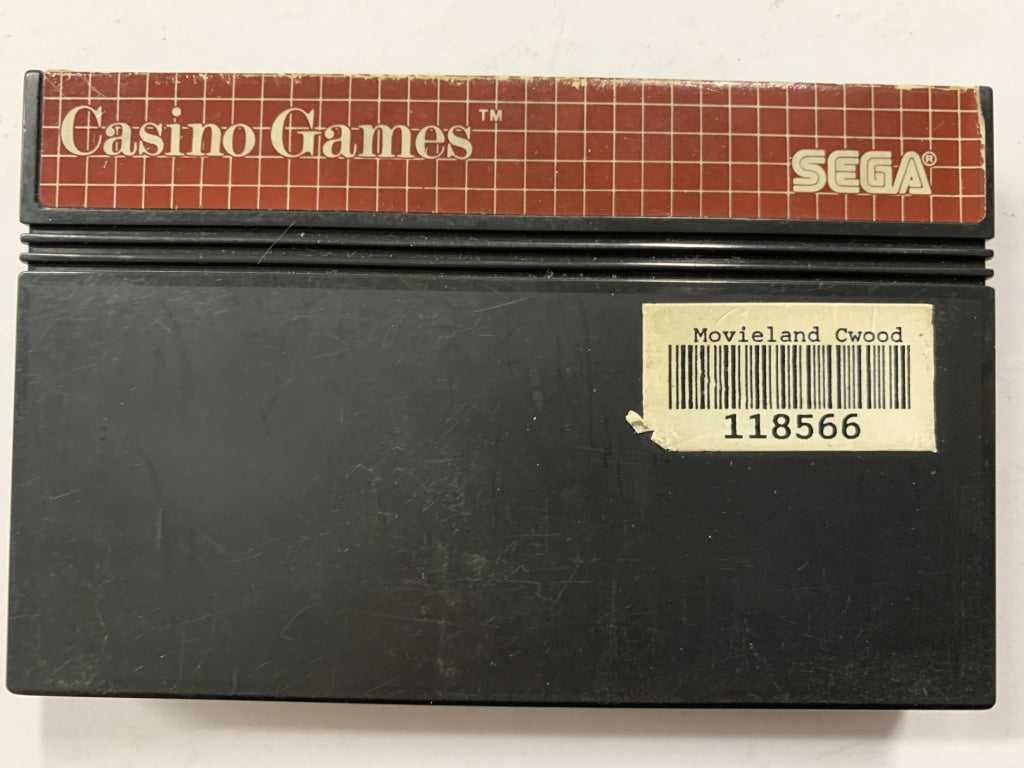 Casino Games™
SEGA®
Movieland Cwood
118566